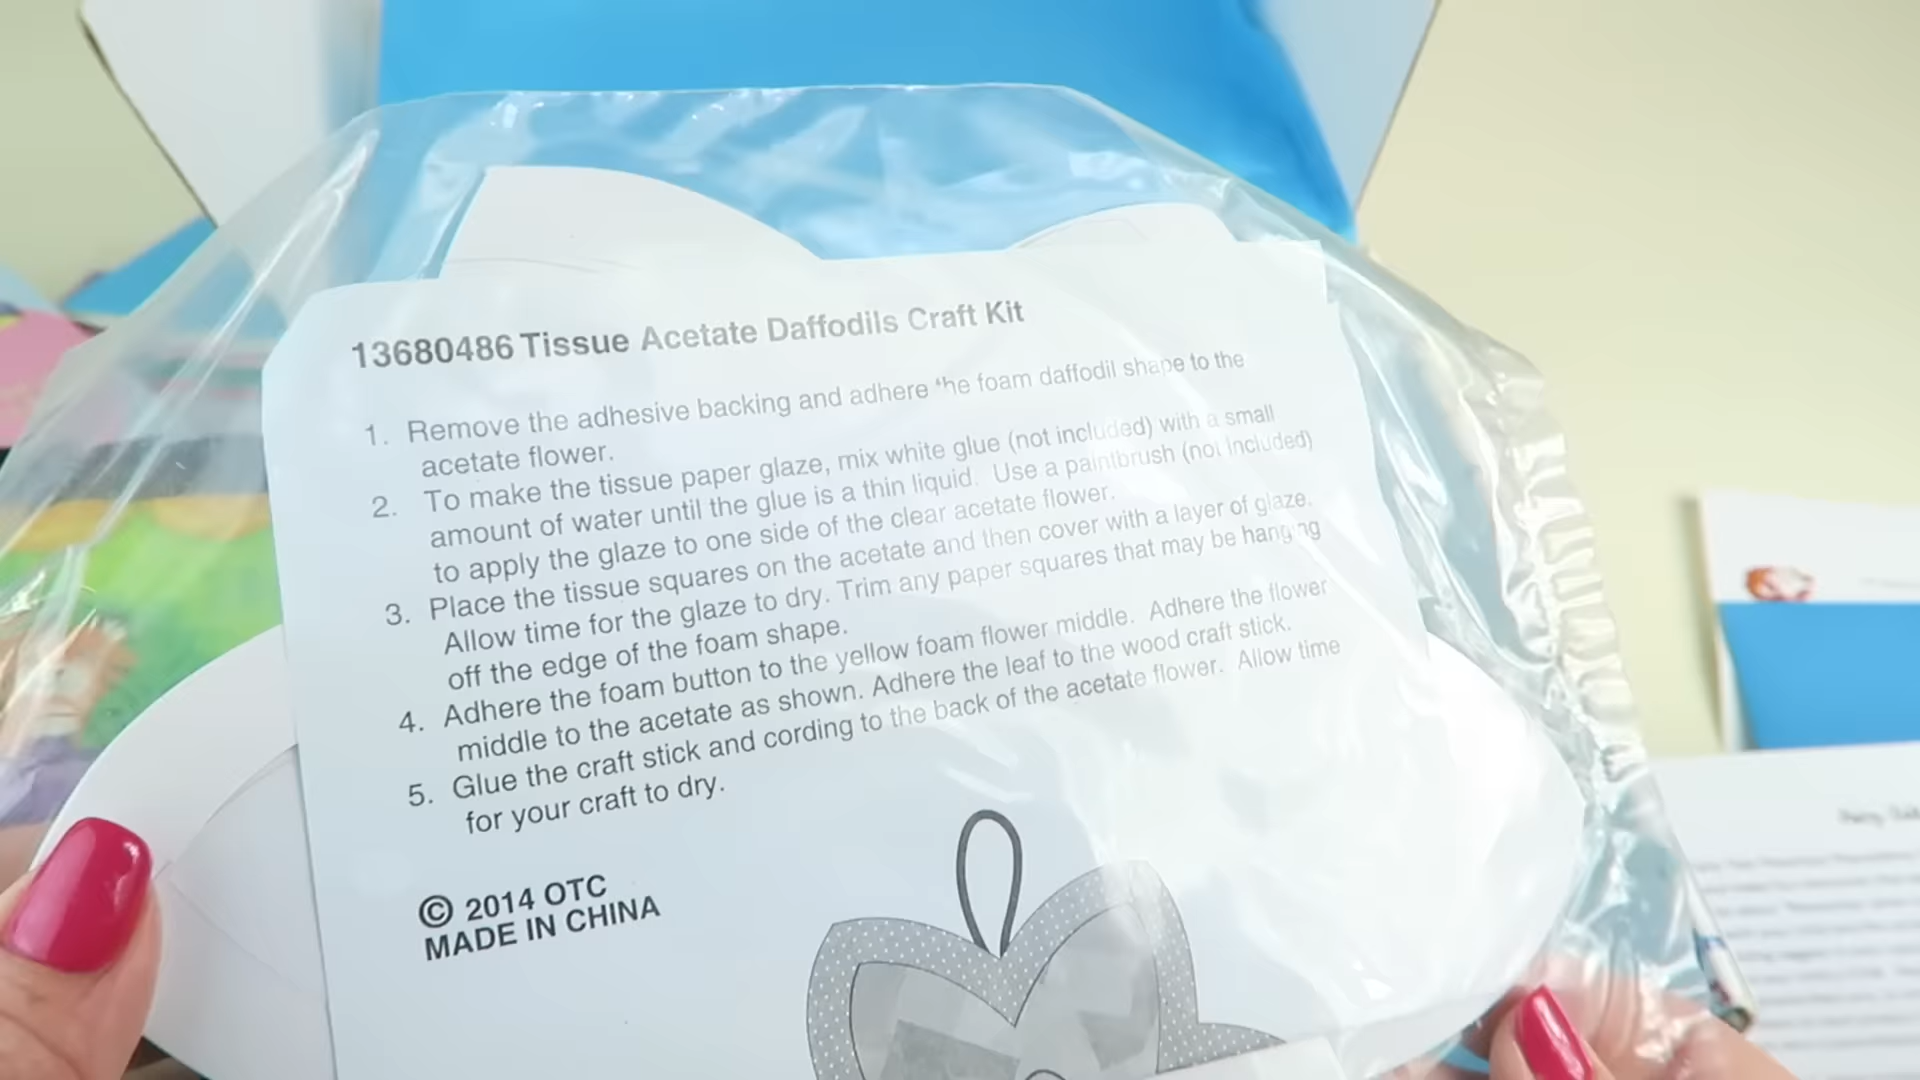 13680486 Tissue Acetate Daffodils Craft Kit
1. Remove the adhesive backing and adhere the foam daffodil shape to the
acetate flower.
2. To make the tissue paper glaze, mix white glue (not included) with a small
amount of water until the glue is a thin liquid. Use a paintbrush (not included)
to apply the glaze to one side of the clear acetate flower.
3. Place the tissue squares on the acetate and then cover with a layer of glaze.
Allow time for the glaze to dry. Trim any paper squares that may be hanging
off the edge of the foam shape.
4. Adhere the foam button to the yellow foam flower middle. Adhere the flower
middle to the acetate as shown. Adhere the leaf to the wood craft stick.
5. Glue the craft stick and cording to the back of the acetate flower. Allow time
for your craft to dry.
© 2014 OTC
MADE IN CHINA